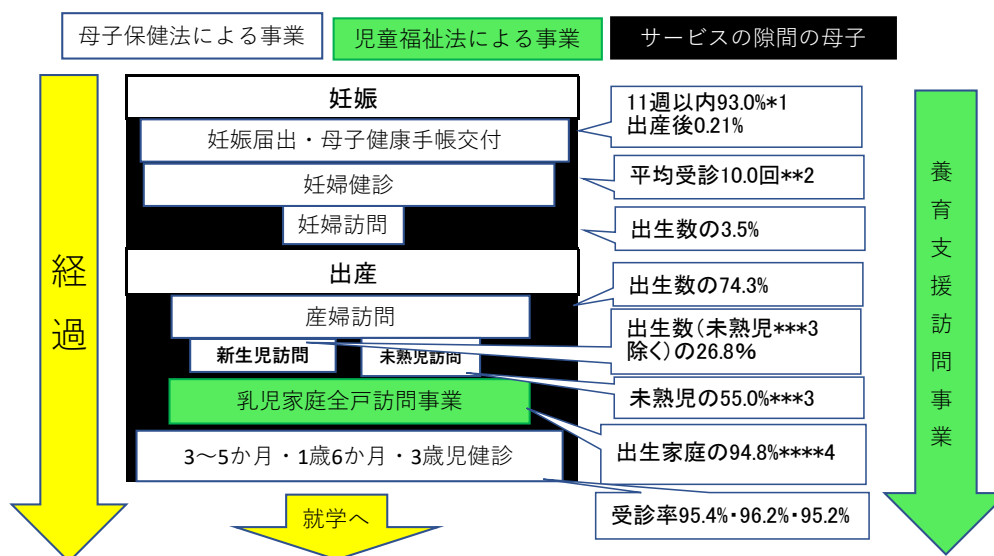 母子保健法による事業
児童福祉法による事業
サービスの隙間の母子
経過
妊娠
妊娠届出・母子健康手帳交付
妊婦健診
妊婦訪問
出産
産婦訪問
新生児訪問
未熟児訪問
乳児家庭全戸訪問事業
3～5か月・1歳6か月・3歳児健診
就学へ
11週以内93.0%*1
出産後0.21%
平均受診10.0回**2
出生数の3.5%
出生数の74.3%
出生数（未熟児***3
除く）の26.8%
未熟児の55.0%***3
出生家庭の94.8%****4
受診率95.4%・96.2%・95.2%
養育支援訪問事業